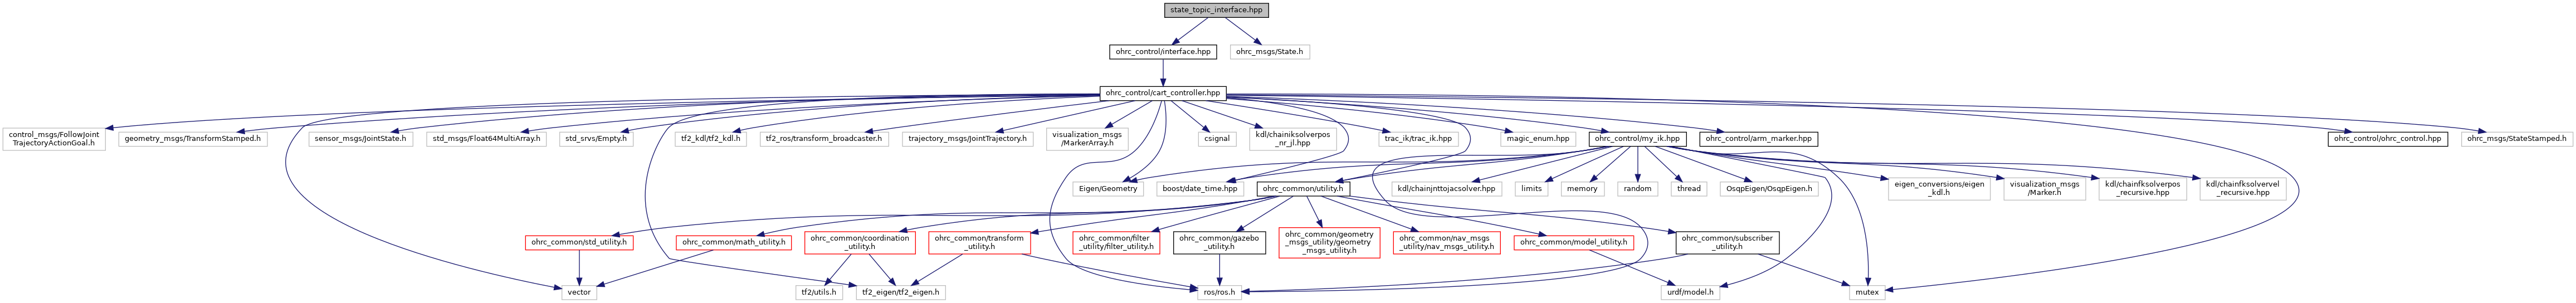 state_topic_interface.hpp
ohrc_control/interface.hpp
ohrc_msgs/State.h
ohrc_control/cart_controller.hpp
control_msgs/FollowJoint
TrajectoryActionGoal.h
geometry_msgs/TransformStamped.h
sensor_msgs/JointState.h
std_msgs/Float64MultiArray.h
std_srvs/Empty.h
tf2_kdl/tf2_kdl.h
tf2_ros/transform_broadcaster.h
trajectory_msgs/JointTrajectory.h
visualization_msgs
/MarkerArray.h
csignal
kdl/chainiksolverpos
_nr_jl.hpp
trac_ik/trac_ik.hpp
magic_enum.hpp
ohrc_control/my_ik.hpp
ohrc_control/arm_marker.hpp
ohrc_control/ohrc_control.hpp
ohrc_msgs/StateStamped.h
Eigen/Geometry
boost/date_time.hpp
ohrc_common/utility.h
kdl/chainjnttojacsolver.hpp
limits
memory
random
thread
OsqpEigen/OsqpEigen.h
eigen_conversions/eigen
_kdl.h
visualization_msgs
/Marker.h
kdl/chainfksolverpos
_recursive.hpp
kdl/chainfksolvervel
_recursive.hpp
ohrc_common/std_utility.h
ohrc_common/math_utility.h
ohrc_common/coordination
_utility.h
ohrc_common/transform
_utility.h
ohrc_common/filter
_utility/filter_utility.h
ohrc_common/gazebo
_utility.h
ohrc_common/geometry
_msgs_utility/geometry
_msgs_utility.h
ohrc_common/nav_msgs
_utility/nav_msgs_utility.h
ohrc_common/model_utility.h
ohrc_common/subscriber
_utility.h
vector
tf2/utils.h
tf2_eigen/tf2_eigen.h
ros/ros.h
urdf/model.h
mutex